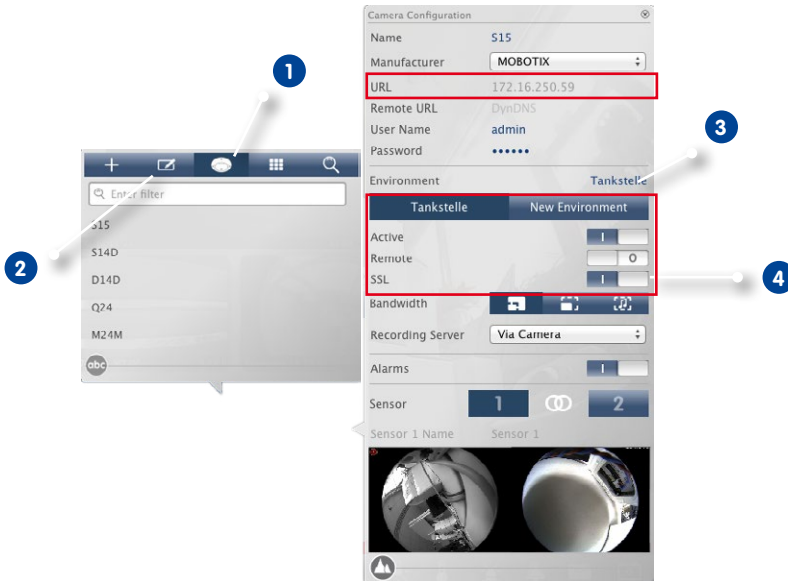 1
2
Enter filter
S15
S14D
D14D
Q24
M24M
abc
Camera Configuration
Name S15
Manufacturer MOBOTIX
URL 172.16.250.59
Remote URL DynDNS
User Name admin
Password ••••••
3
Environment Tankstelle
Tankstelle New Environment
Active I
Remote O
SSL I
4
Bandwidth
Recording Server Via Camera
Alarms I
Sensor 1 2
Sensor 1 Name Sensor 1